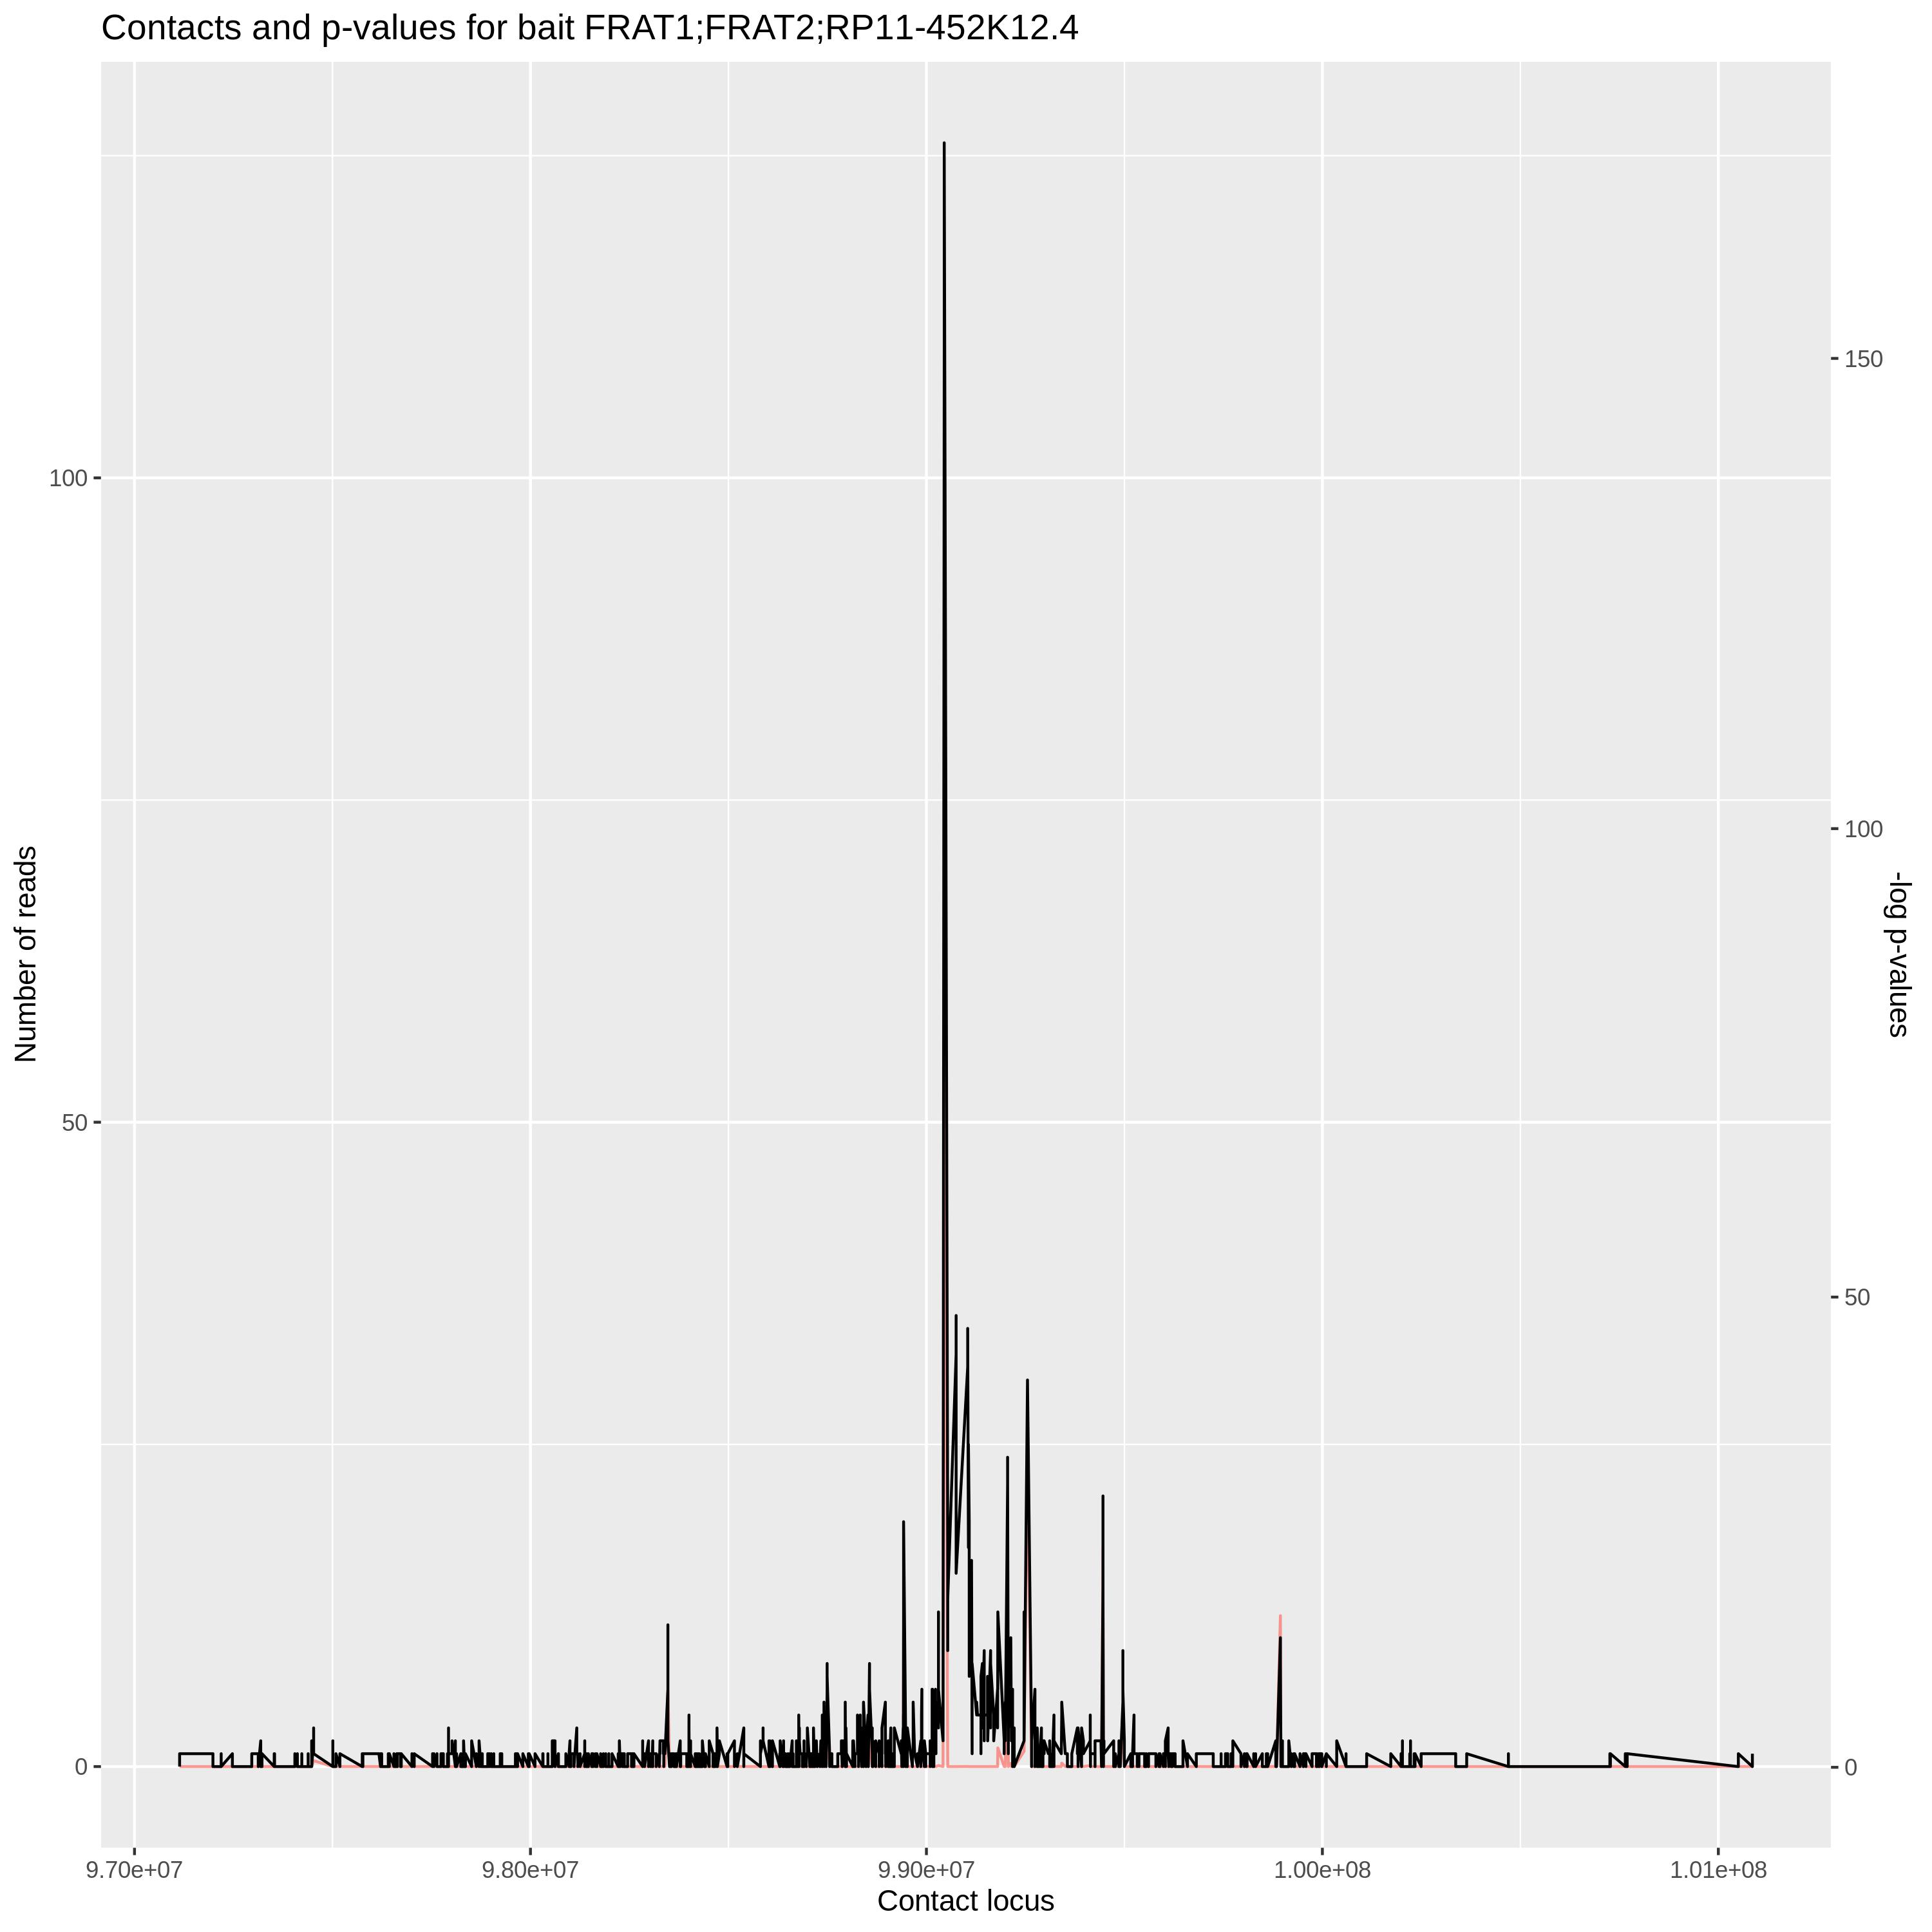 Contacts and p-values for bait FRAT1;FRAT2;RP11-452K12.4
150
100
100
Number of reads
-log p-values
50
50
0
0
9.70e+07 9.80e+07 9.90e+07 1.00e+08 1.01e+08
Contact locus